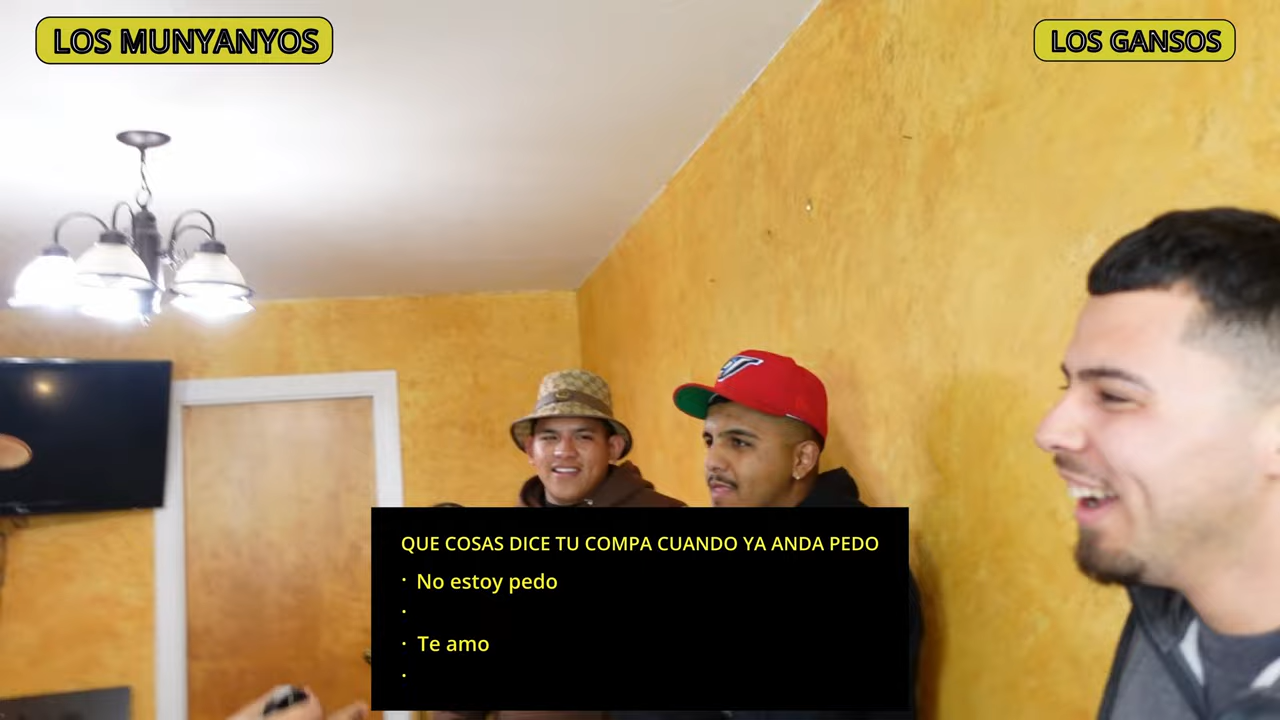 LOS MUNYANYOS
LOS GANSOS
QUE COSAS DICE TU COMPA CUANDO YA ANDA PEDO
· No estoy pedo
·
· Te amo
·